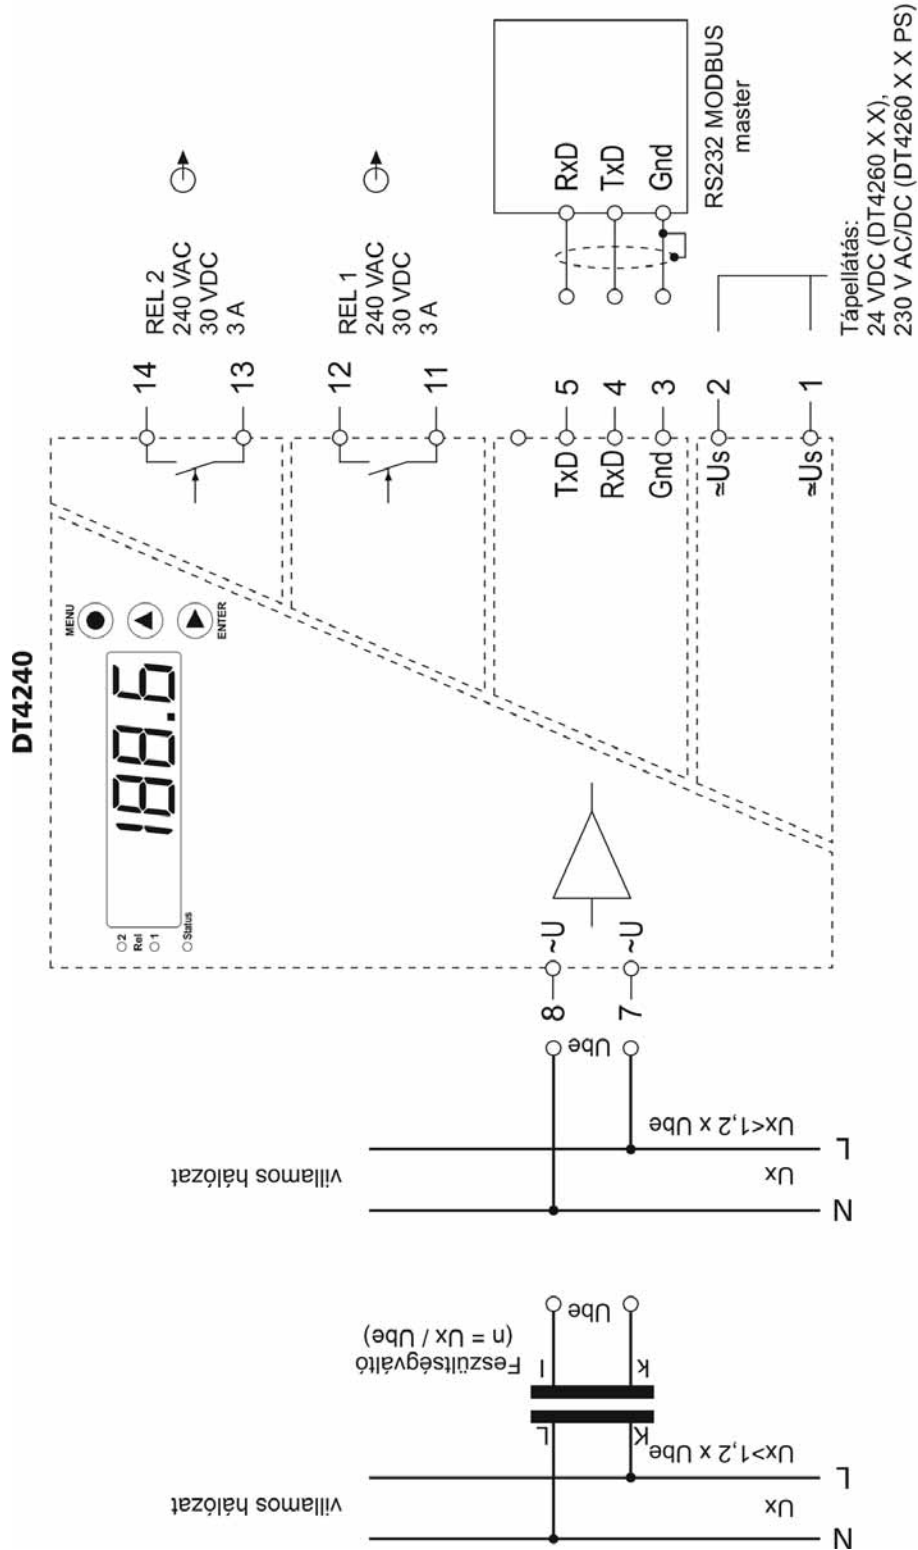 DT4240
MENU
ENTER
188.6
2
Rel
1
Status
14
13
REL 2
240 VAC
30 VDC
3 A
12
11
REL 1
240 VAC
30 VDC
3 A
TxD
5
RxD
4
Gnd
3
RxD
TxD
Gnd
RS232 MODBUS
master
≂Us
2
≂Us
1
Tápellátás:
24 VDC (DT4260 X X),
230 V AC/DC (DT4260 X X PS)
~U
8
~U
7
Ube
Ux<1,2 x Ube
villamos hálózat
L
Ux
N
Ube
Feszültségváltó
(n = Ux / Ube)
l
K
L
K
Ux>1,2 x Ube
villamos hálózat
L
Ux
N